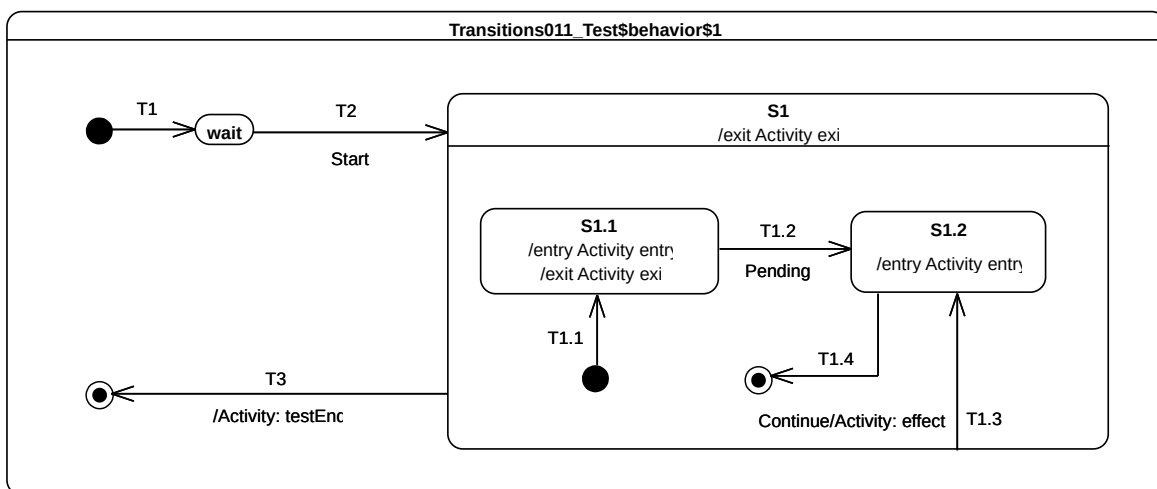 Transitions011_Test$behavior$1
T1
wait
T2
Start
S1
/exit Activity exi
S1.1
/entry Activity entry
/exit Activity exi
T1.2
Pending
S1.2
/entry Activity entry
T1.1
T1.4
T3
/Activity: testEnd
Continue/Activity: effect
T1.3